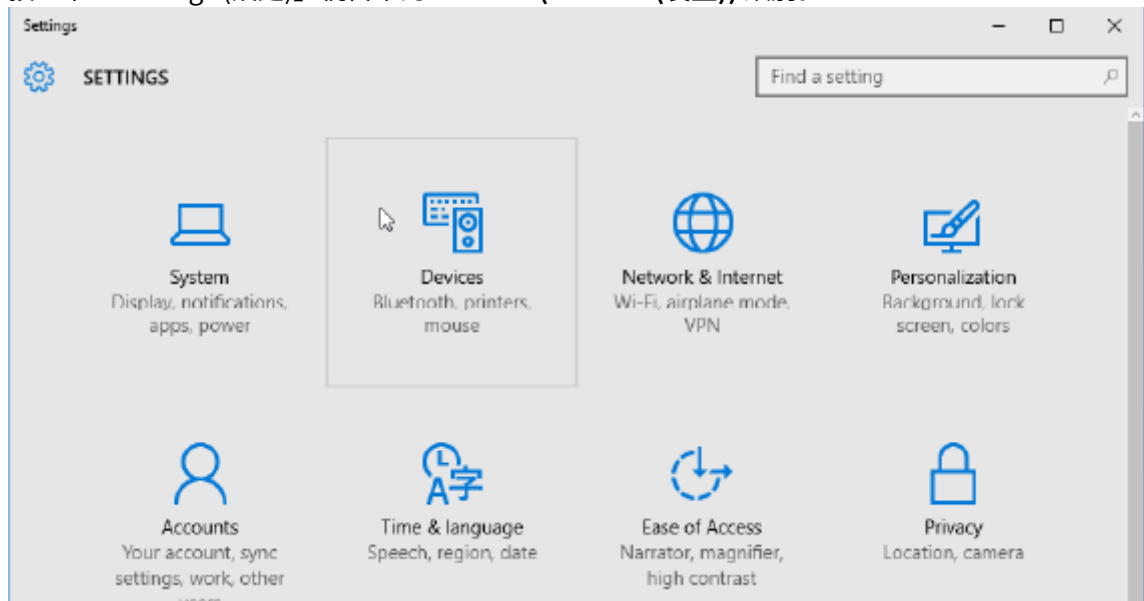 Settings
SETTINGS
Find a setting
System
Display, notifications,
apps, power
Devices
Bluetooth, printers,
mouse
Network & Internet
Wi-Fi, airplane mode,
VPN
Personalization
Background, lock
screen, colors
Accounts
Your account, sync
settings, work, other
Time & language
Speech, region, date
Ease of Access
Narrator, magnifier,
high contrast
Privacy
Location, camera